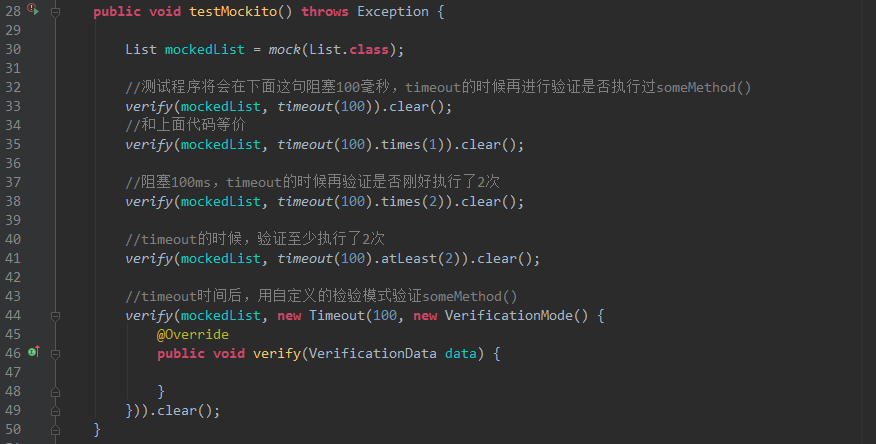 28 public void testMockito() throws Exception {
29
30 List mockedList = mock(List.class);
31
32 //测试程序将会在下面这句阻塞100毫秒，timeout的时候再进行验证是否执行过someMethod()
33 verify(mockedList, timeout(100)).clear();
34 //和上面代码等价
35 verify(mockedList, timeout(100).times(1)).clear();
36
37 //阻塞100ms，timeout的时候再验证是否刚好执行了2次
38 verify(mockedList, timeout(100).times(2)).clear();
39
40 //timeout的时候，验证至少执行了2次
41 verify(mockedList, timeout(100).atLeast(2)).clear();
42
43 //timeout时间后，用自定义的检验模式验证someMethod()
44 verify(mockedList, new Timeout(100, new VerificationMode() {
45 @Override
46 public void verify(VerificationData data) {
47
48 }
49 })).clear();
50 }